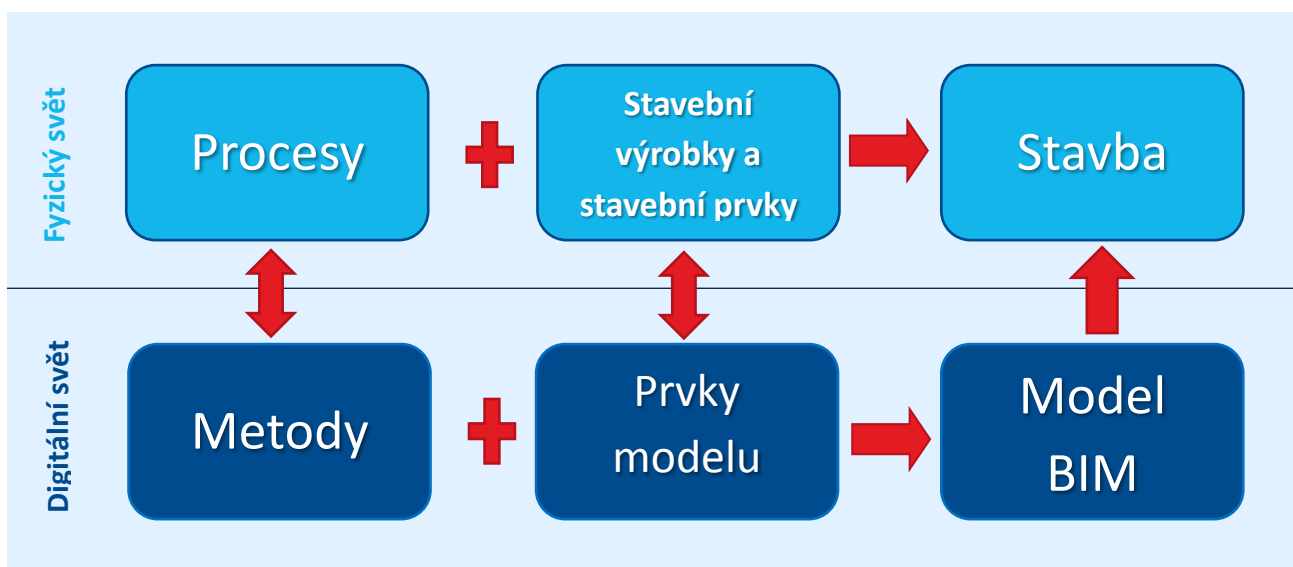 Fyzický svět
Procesy
Stavební
výrobky a
stavební prvky
Stavba
Digitální svět
Metody
Prvky
modelu
Model
BIM